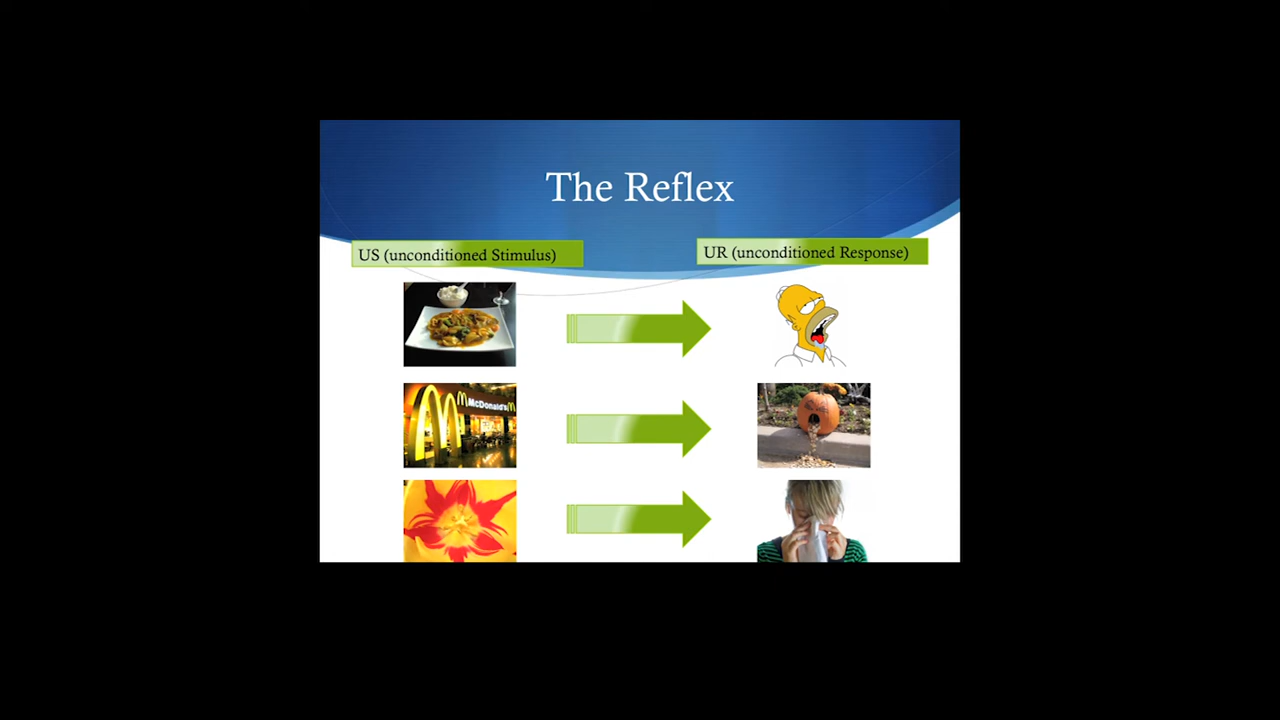 The Reflex
US (unconditioned Stimulus)
UR (unconditioned Response)
McDonald's